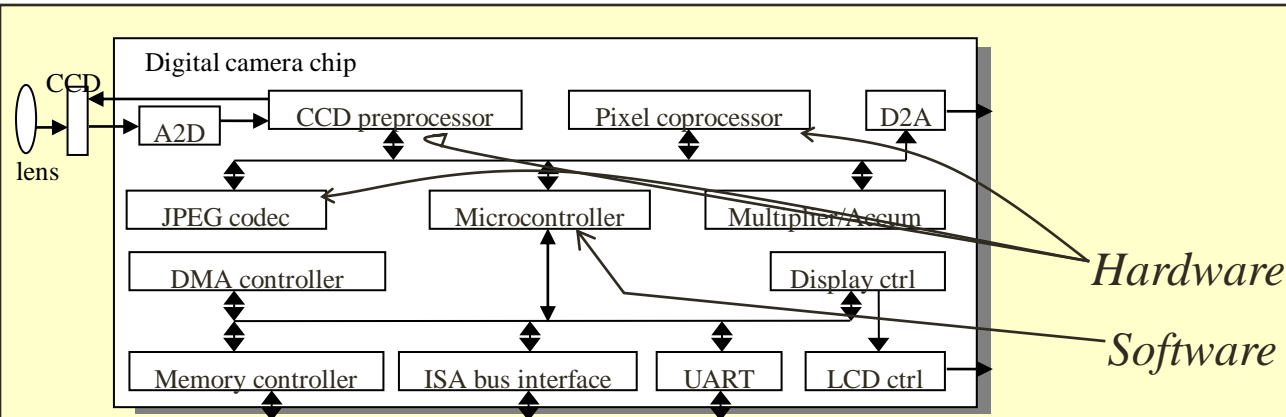 Digital camera chip
CCD
CCD preprocessor
Pixel coprocessor
D2A
A2D
lens
JPEG codec
Microcontroller
Multiplier/Accum
DMA controller
Display ctrl
Hardware
Software
Memory controller
ISA bus interface
UART
LCD ctrl